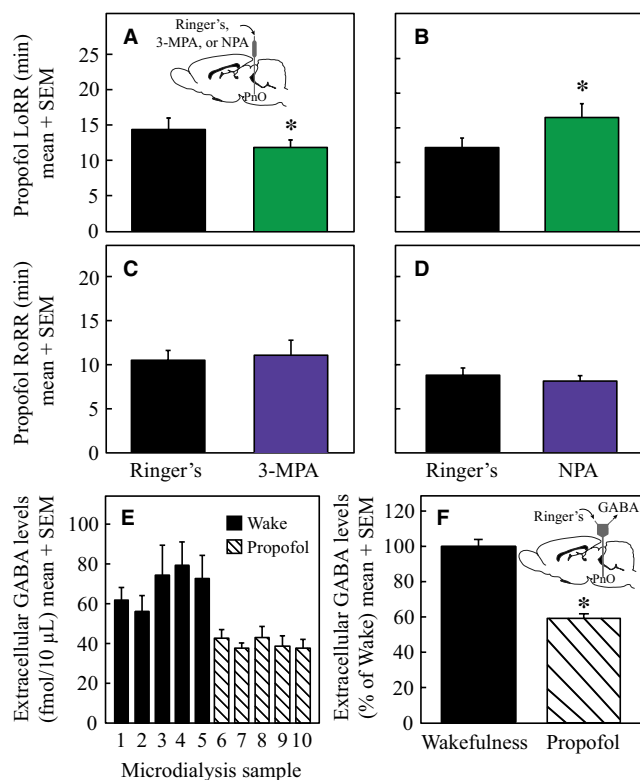 A
Ringer's,
3-MPA, or NPA
PnO
*
B
*
Propofol LoRR (min)
mean + SEM
25
20
15
10
5
0
C
D
Propofol RoRR (min)
mean + SEM
20
15
10
5
0
Ringer's 3-MPA
Ringer's NPA
E
Wake
Propofol
Extracellular GABA levels
(fmol/10 µL) mean + SEM
80
60
40
20
0
1 2 3 4 5 6 7 8 9 10
Microdialysis sample
F
Ringer's
GABA
PnO
*
Extracellular GABA levels
(% of Wake) mean + SEM
120
100
80
60
40
20
0
Wakefulness Propofol